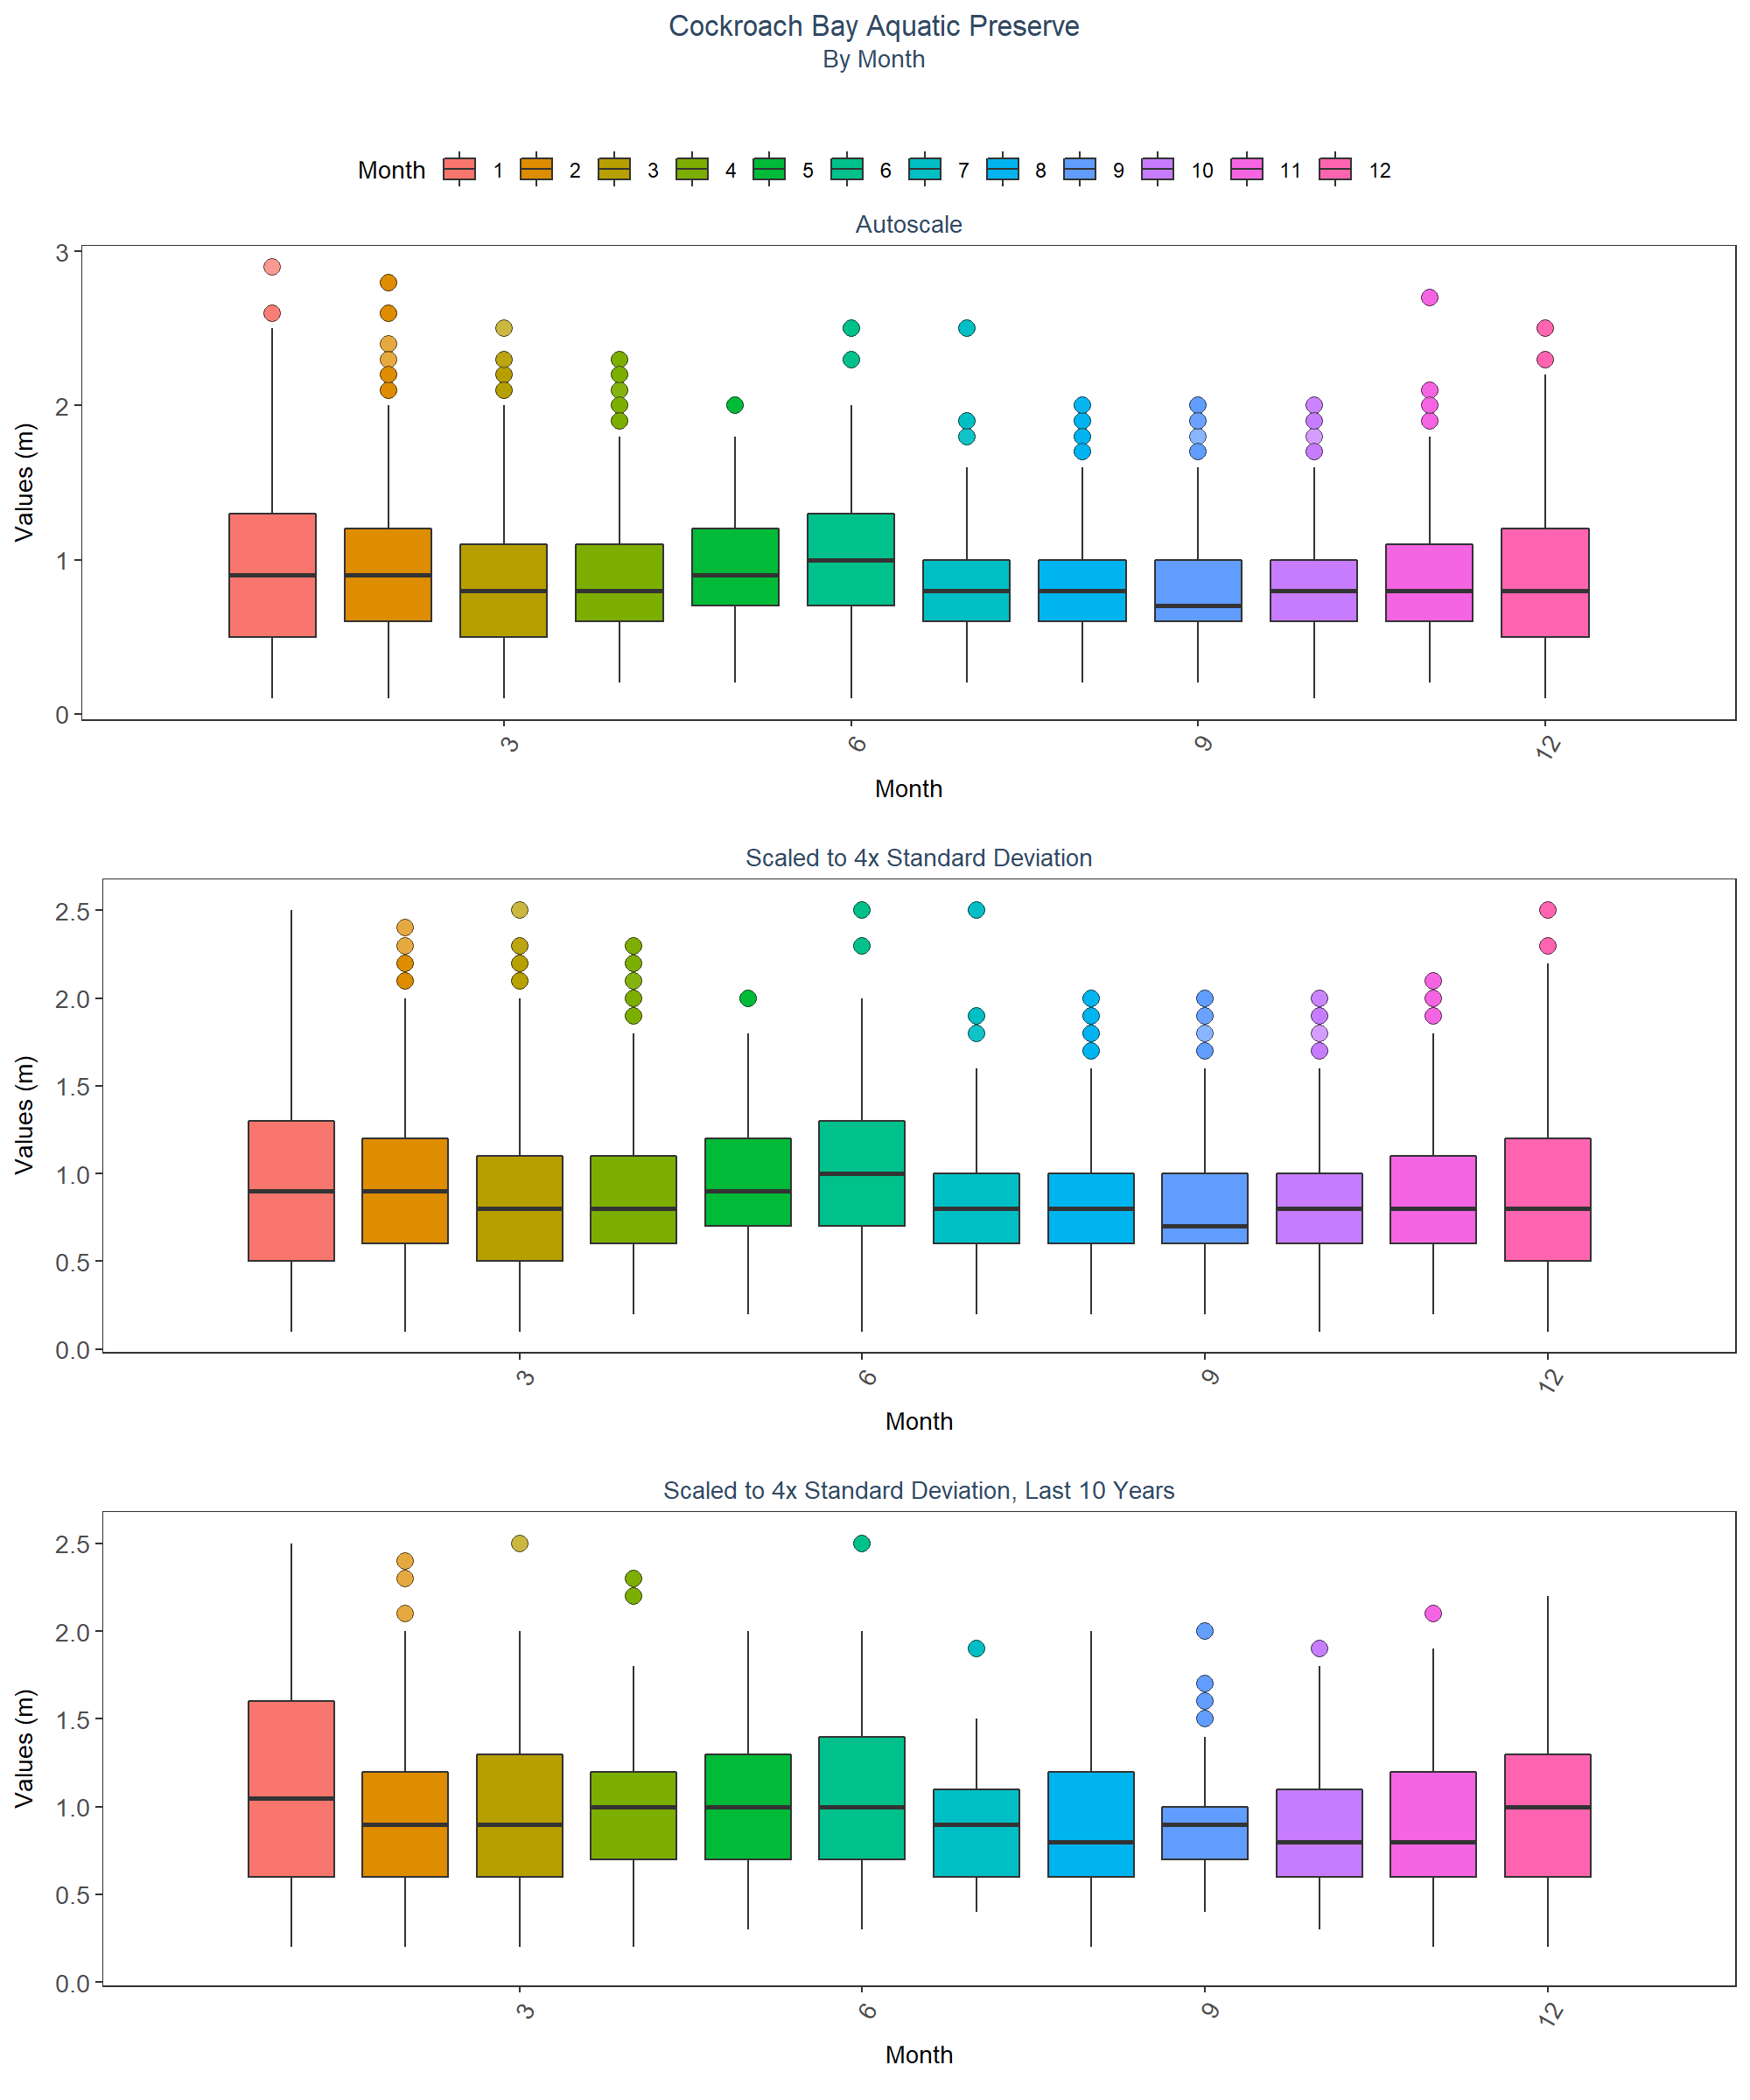 Cockroach Bay Aquatic Preserve
By Month
Month 1 2 3 4 5 6 7 8 9 10 11 12
Autoscale
Values (m)
3
2
1
0
3 6 9 12
Month
Scaled to 4x Standard Deviation
Values (m)
2.5
2.0
1.5
1.0
0.5
0.0
3 6 9 12
Month
Scaled to 4x Standard Deviation, Last 10 Years
Values (m)
2.5
2.0
1.5
1.0
0.5
0.0
3 6 9 12
Month